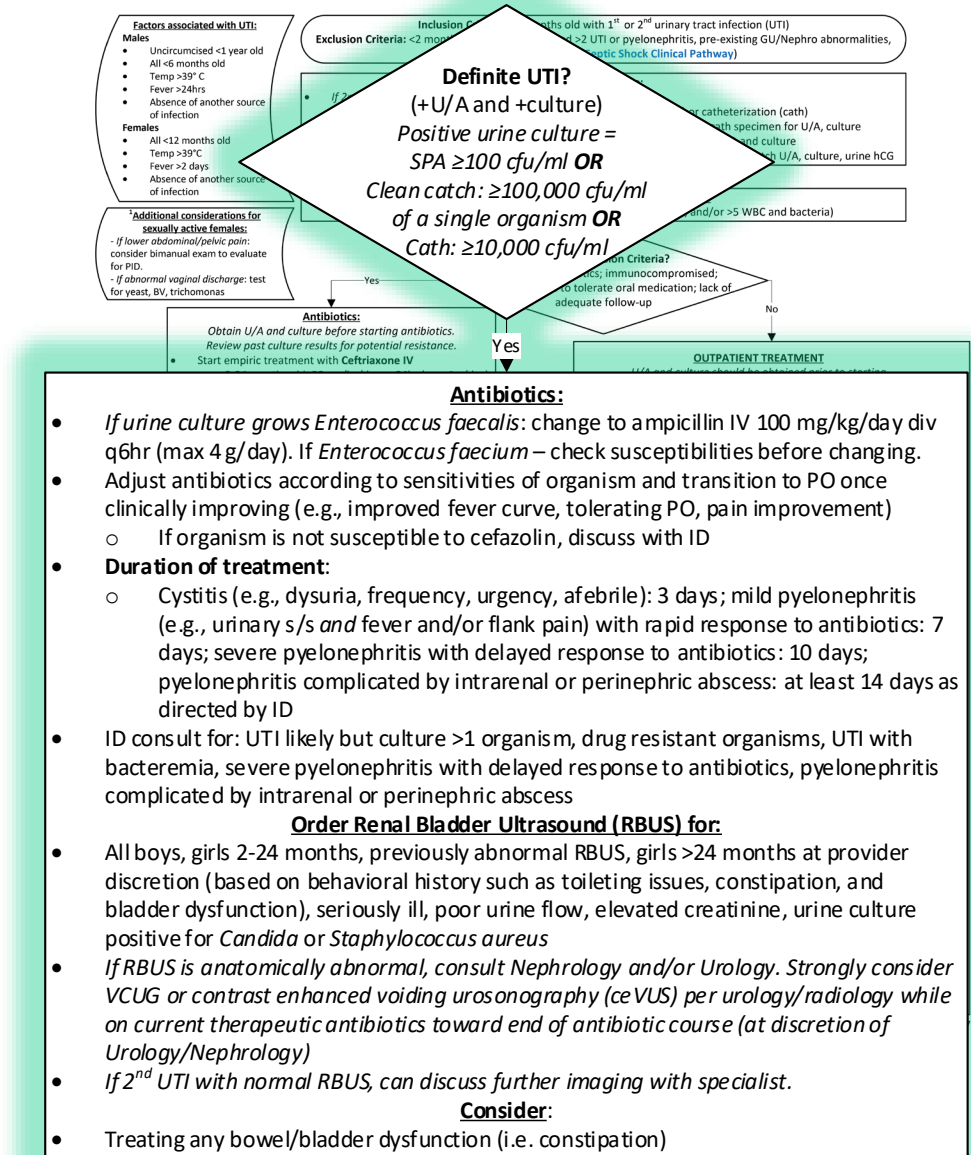 Factors associated with UTI:
Males
• Uncircumcised <1 year old
• All <6 months old
• Temp >39° C
• Fever >24hrs
• Absence of another source
of infection
Females
• All <12 months old
• Temp >39°C
• Fever >2 days
• Absence of another source
of infection
1Additional considerations for
sexually active females:
- If lower abdominal/pelvic pain:
consider bimanual exam to evaluate
for PID.
- If abnormal vaginal discharge: test
for yeast, BV, trichomonas
Inclusion old with 1st or 2nd urinary tract infection (UTI)
Exclusion Criteria: <2 >2 UTI or pyelonephritis, pre-existing GU/Nephro abnormalities,
Septic Shock Clinical Pathway)
• If
or catheterization (cath)
specimen for U/A, culture
and culture
U/A, culture, urine hCG
and/or >5 WBC and bacteria)
Definite UTI?
(+U/A and +culture)
Positive urine culture =
SPA ≥100 cfu/ml OR
Clean catch: ≥100,000 cfu/ml
of a single organism OR
Cath: ≥10,000 cfu/ml
Criteria?
immunocompromised;
to tolerate oral medication; lack of
adequate follow-up
Yes
No
Antibiotics:
Obtain U/A and culture before starting antibiotics.
Review past culture results for potential resistance.
• Start empiric treatment with Ceftriaxone IV
Yes
OUTPATIENT TREATMENT
U/A and culture should be obtained prior to starting
Antibiotics:
• If urine culture grows Enterococcus faecalis: change to ampicillin IV 100 mg/kg/day div
q6hr (max 4 g/day). If Enterococcus faecium – check susceptibilities before changing.
• Adjust antibiotics according to sensitivities of organism and transition to PO once
clinically improving (e.g., improved fever curve, tolerating PO, pain improvement)
o If organism is not susceptible to cefazolin, discuss with ID
• Duration of treatment:
o Cystitis (e.g., dysuria, frequency, urgency, afebrile): 3 days; mild pyelonephritis
(e.g., urinary s/s and fever and/or flank pain) with rapid response to antibiotics: 7
days; severe pyelonephritis with delayed response to antibiotics: 10 days;
pyelonephritis complicated by intrarenal or perinephric abscess: at least 14 days as
directed by ID
• ID consult for: UTI likely but culture >1 organism, drug resistant organisms, UTI with
bacteremia, severe pyelonephritis with delayed response to antibiotics, pyelonephritis
complicated by intrarenal or perinephric abscess
Order Renal Bladder Ultrasound (RBUS) for:
• All boys, girls 2-24 months, previously abnormal RBUS, girls >24 months at provider
discretion (based on behavioral history such as toileting issues, constipation, and
bladder dysfunction), seriously ill, poor urine flow, elevated creatinine, urine culture
positive for Candida or Staphylococcus aureus
• If RBUS is anatomically abnormal, consult Nephrology and/or Urology. Strongly consider
VCUG or contrast enhanced voiding urosonography (ceVUS) per urology/radiology while
on current therapeutic antibiotics toward end of antibiotic course (at discretion of
Urology/Nephrology)
• If 2nd UTI with normal RBUS, can discuss further imaging with specialist.
Consider:
• Treating any bowel/bladder dysfunction (i.e. constipation)